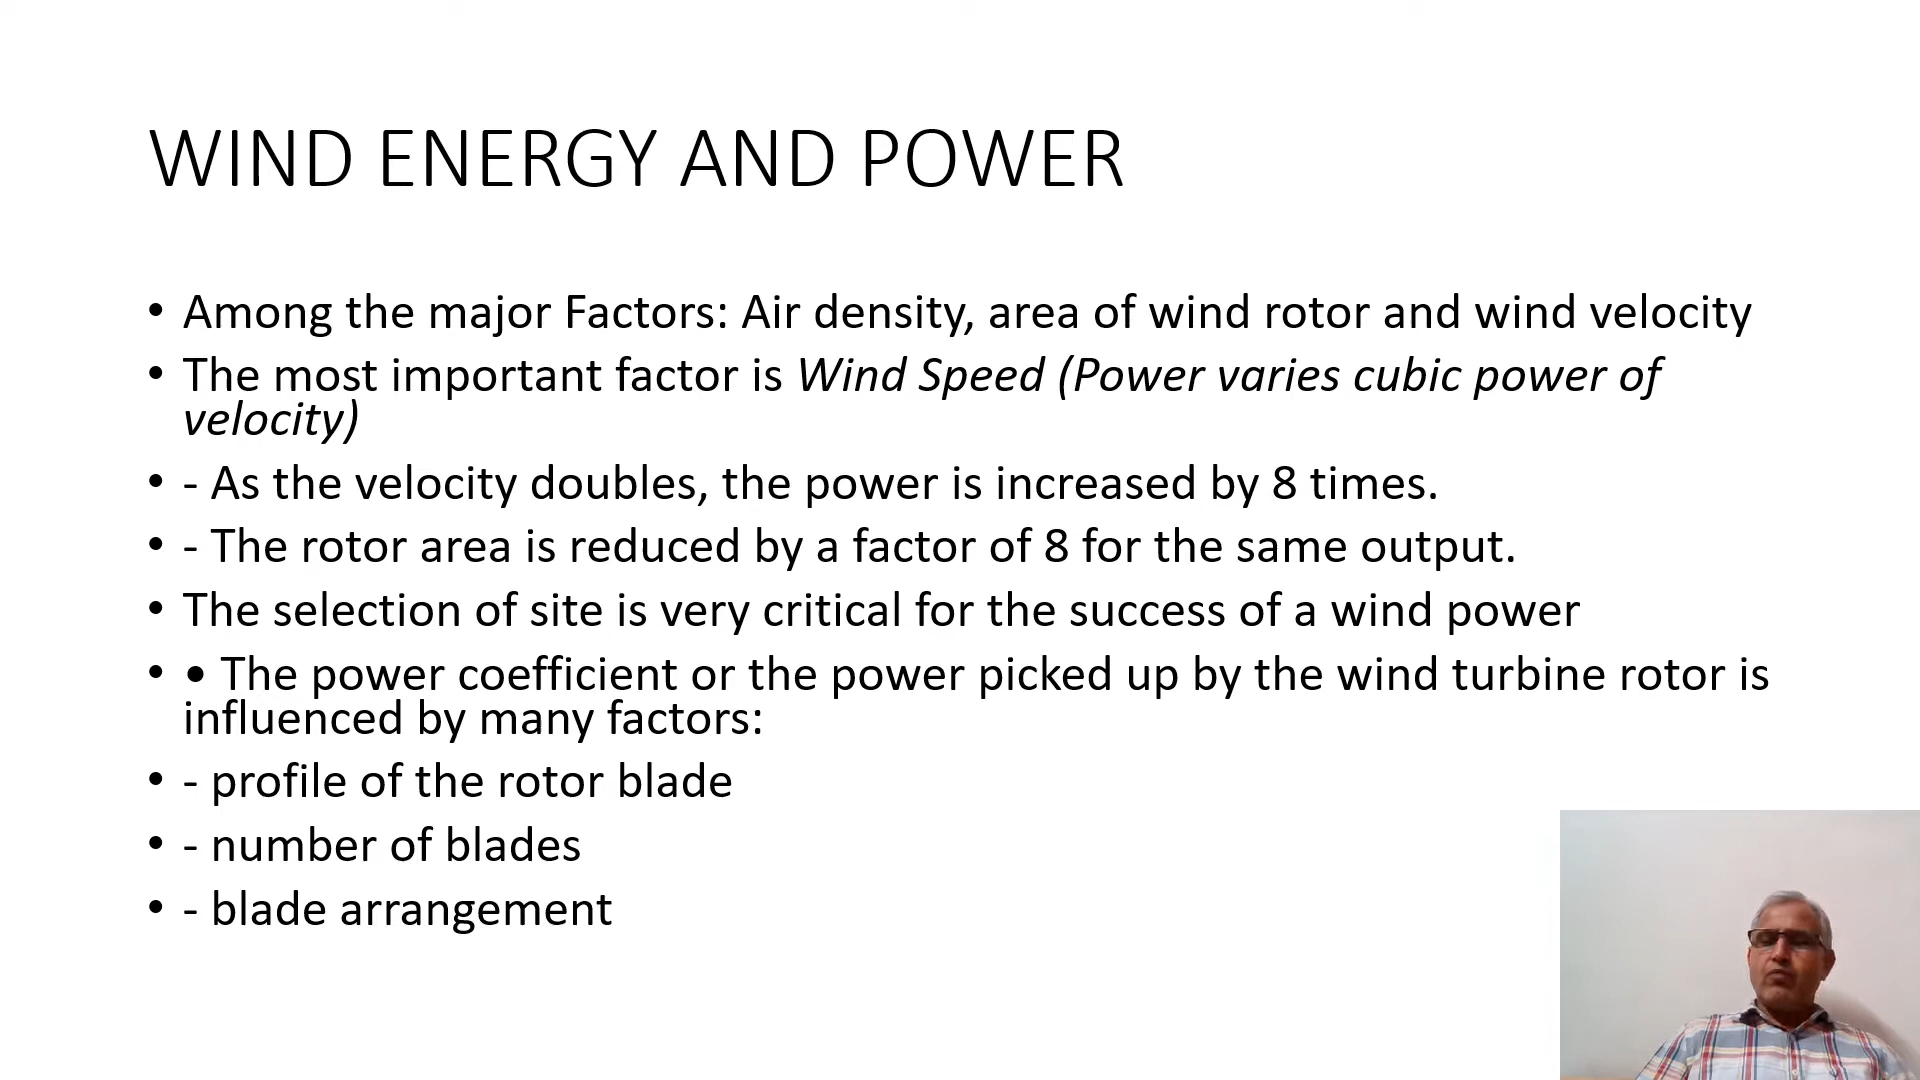 WIND ENERGY AND POWER
• Among the major Factors: Air density, area of wind rotor and wind velocity
• The most important factor is Wind Speed (Power varies cubic power of
velocity)
• - As the velocity doubles, the power is increased by 8 times.
• - The rotor area is reduced by a factor of 8 for the same output.
• The selection of site is very critical for the success of a wind power
• • The power coefficient or the power picked up by the wind turbine rotor is
influenced by many factors:
• - profile of the rotor blade
• - number of blades
• - blade arrangement